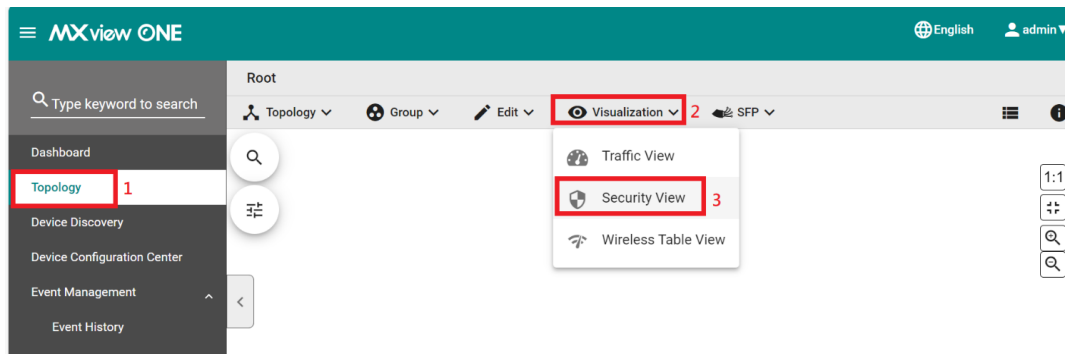 MXview ONE
English
admin
Type keyword to search
Root
Topology
Group
Edit
Visualization
2
SFP
Dashboard
Topology
1
Device Discovery
Device Configuration Center
Event Management
Event History
Traffic View
Security View
3
Wireless Table View
1:1